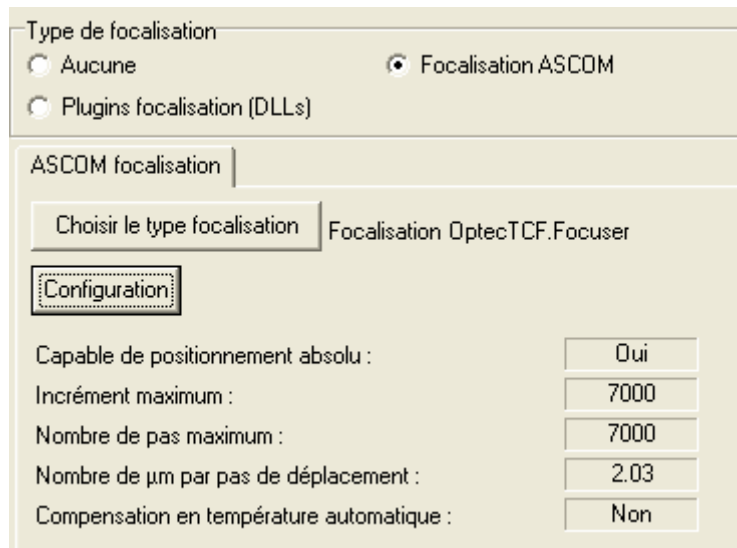 Type de focalisation
Aucune
Focalisation ASCOM
Plugins focalisation (DLLs)
ASCOM focalisation
Choisir le type focalisation
Focalisation OptecTCF.Focuser
Configuration
Capable de positionnement absolu : Oui
Incrément maximum : 7000
Nombre de pas maximum : 7000
Nombre de µm par pas de déplacement : 2.03
Compensation en température automatique : Non